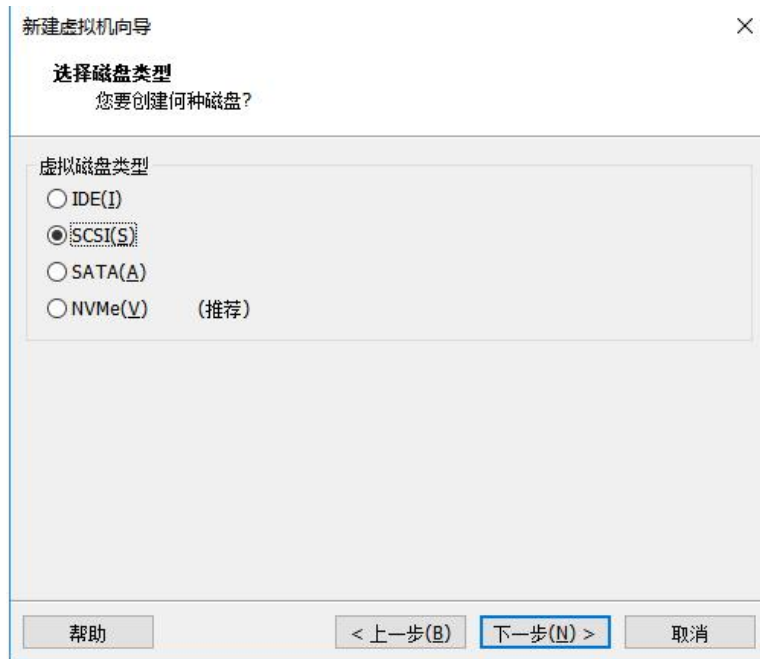 新建虚拟机向导
选择磁盘类型
您要创建何种磁盘?
虚拟磁盘类型
IDE(I)
SCSI(S)
SATA(A)
NVMe(V) (推荐)
帮助 < 上一步(B) 下一步(N) > 取消